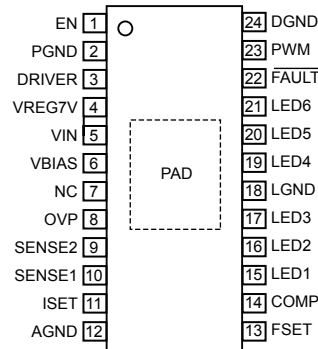 EN 1
PGND 2
DRIVER 3
VREG7V 4
VIN 5
VBIAS 6
NC 7
OVP 8
SENSE2 9
SENSE1 10
ISET 11
AGND 12
PAD
24 DGND
23 PWM
22 FAULT
21 LED6
20 LED5
19 LED4
18 LGND
17 LED3
16 LED2
15 LED1
14 COMP
13 FSET